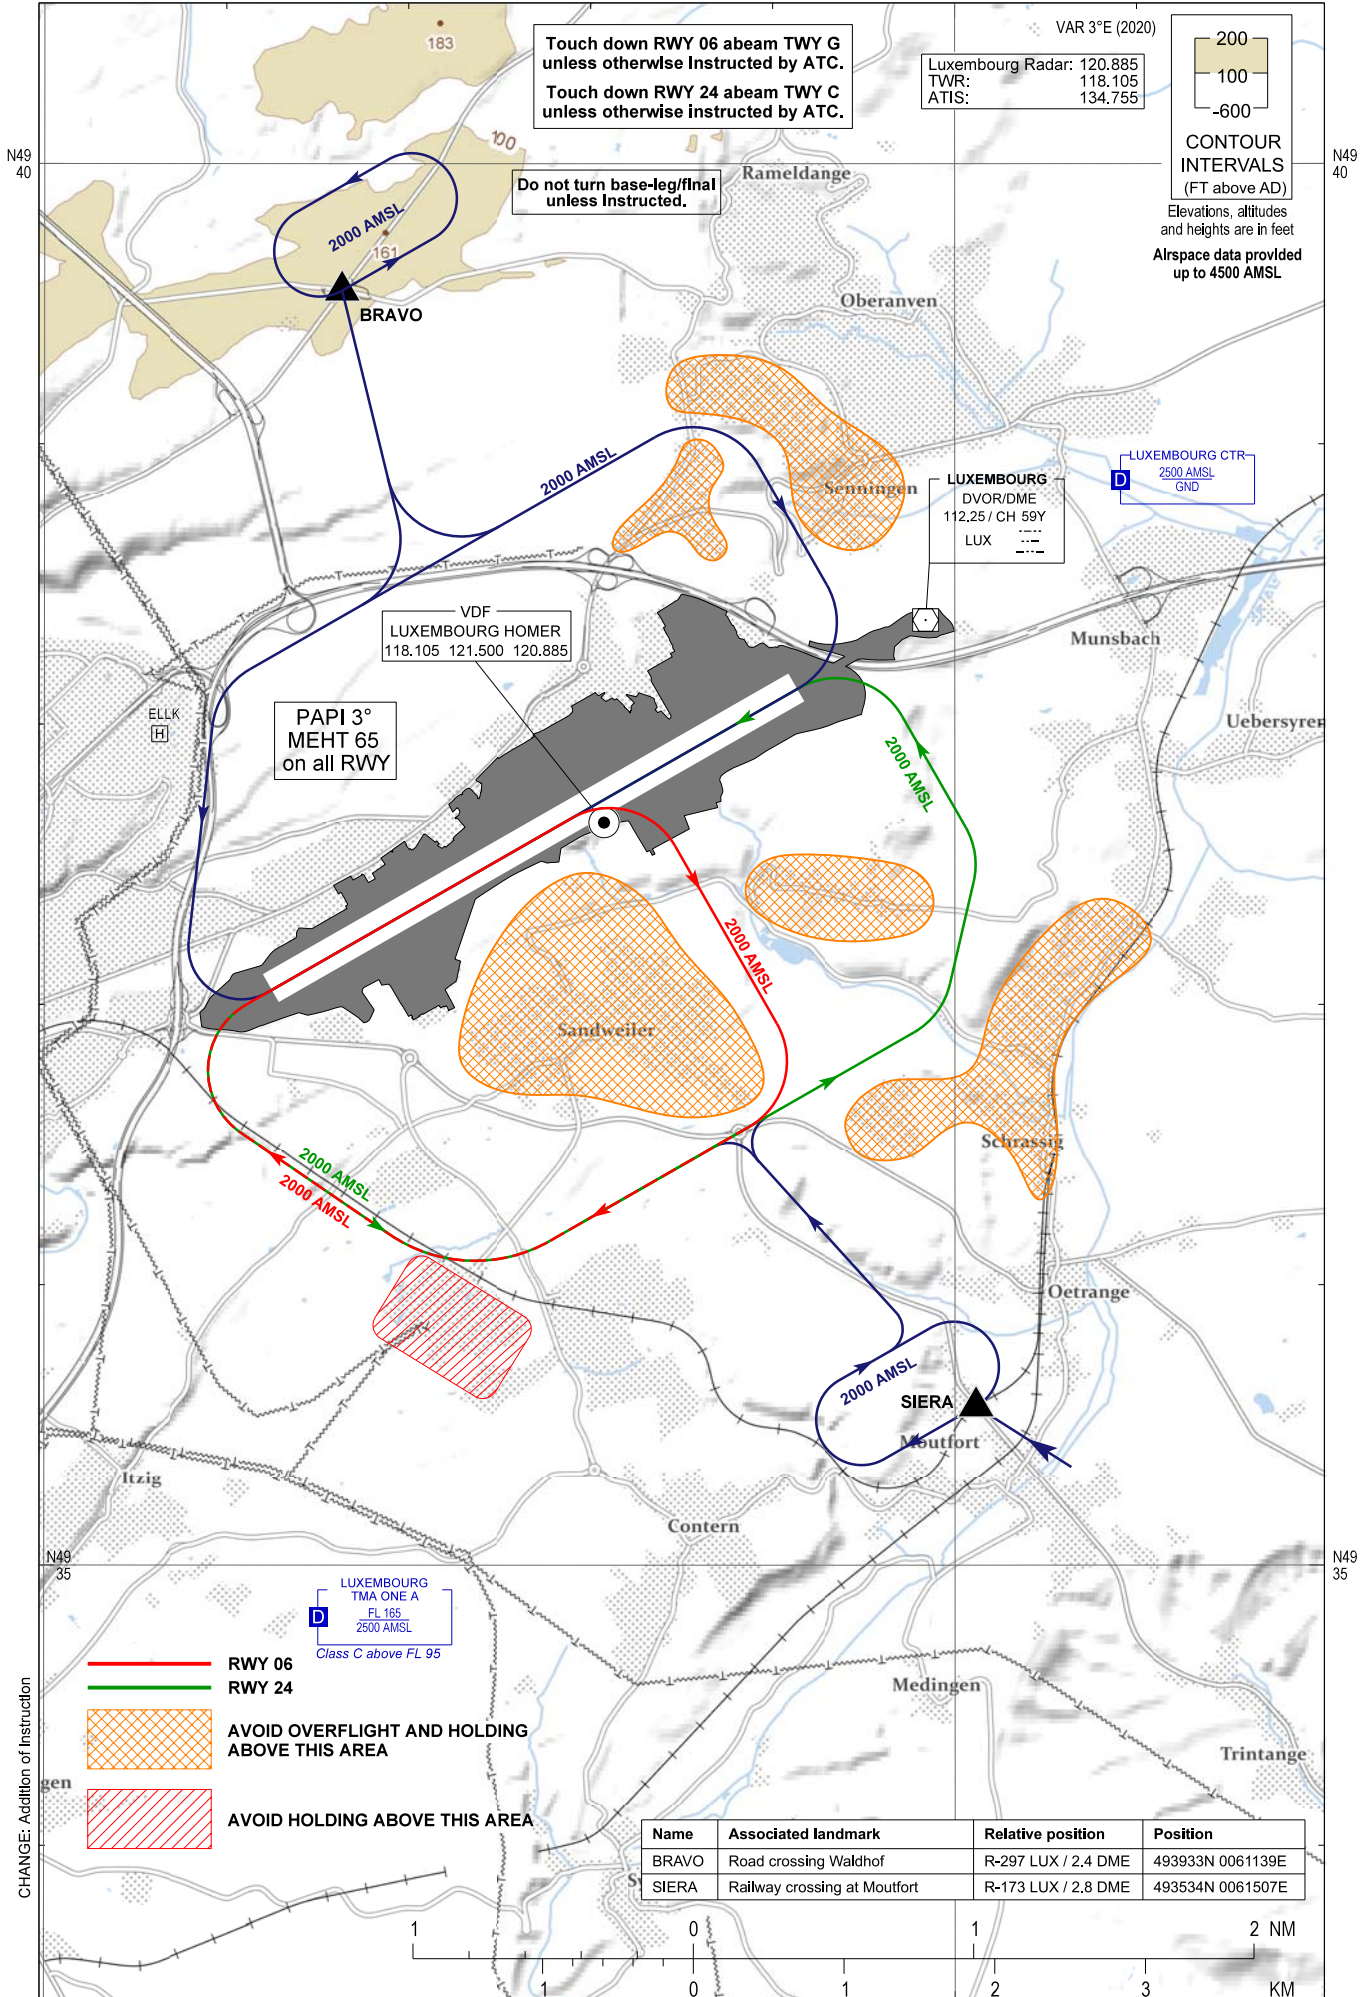 183
Touch down RWY 06 abeam TWY G
unless otherwise instructed by ATC.
Touch down RWY 24 abeam TWY C
unless otherwise instructed by ATC.
VAR 3°E (2020)
Luxembourg Radar: 120.885
TWR: 118.105
ATIS: 134.755
200
100
-600
CONTOUR
INTERVALS
(FT above AD)
Elevations, altitudes
and heights are in feet
Airspace data provided
up to 4500 AMSL
100
N49
40
N49
40
Do not turn base-leg/final
unless instructed.
Rameldange
2000 AMSL
161
BRAVO
Oberanven
2000 AMSL
Senningen
LUXEMBOURG
DVOR/DME
112.25 / CH 59Y
LUX
LUXEMBOURG CTR
D
2500 AMSL
GND
VDF
LUXEMBOURG HOMER
118.105 121.500 120.885
Munsbach
ELLK
H
PAPI 3°
MEHT 65
on all RWY
Uebersyren
2000 AMSL
2000 AMSL
Sandweiler
Schrassig
2000 AMSL
2000 AMSL
Oetrange
2000 AMSL
SIERA
Moutfort
Itzig
Contern
N49
35
N49
35
LUXEMBOURG
TMA ONE A
D
FL 165
2500 AMSL
Class C above FL 95
RWY 06
RWY 24
AVOID OVERFLIGHT AND HOLDING
ABOVE THIS AREA
AVOID HOLDING ABOVE THIS AREA
Medingen
Trintange
gen
CHANGE: Addition of Instruction
Name Associated landmark Relative position Position
BRAVO Road crossing Waldhof R-297 LUX / 2.4 DME 493933N 0061139E
SIERA Railway crossing at Moutfort R-173 LUX / 2.8 DME 493534N 0061507E
1 0 1 2 NM
1 0 1 2 3 KM